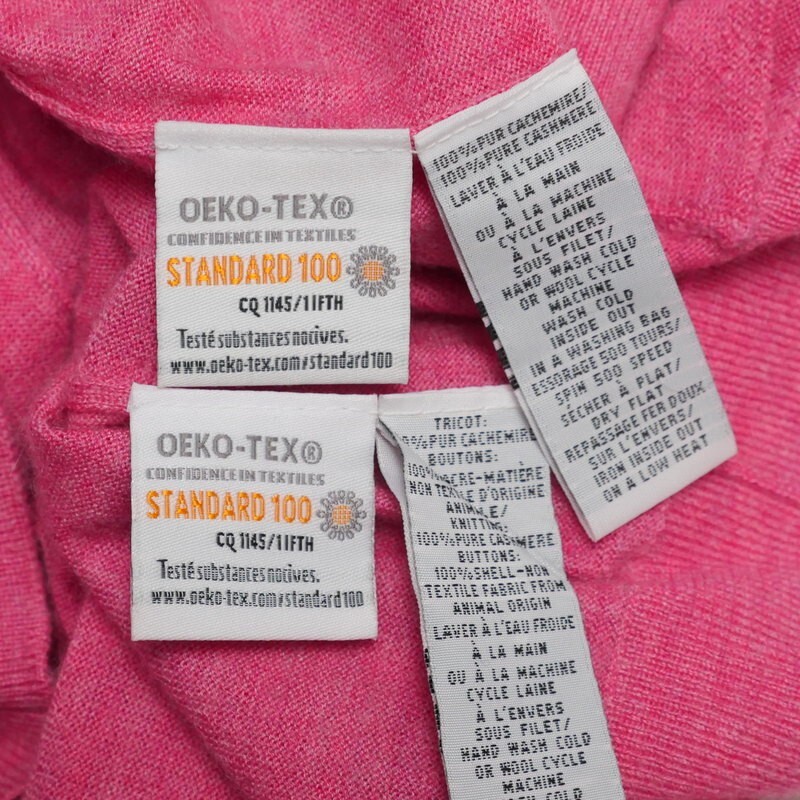 OEKO-TEX®
CONFIDENCE IN TEXTILES
STANDARD 100
CQ 1145/1 IFTH
Testé substances nocives.
www.oeko-tex.com/standard100
100% PUR CACHEMIRE/
100% PURE CASHMERE
LAVER À L'EAU FROIDE
À LA MAIN
OU À LA MACHINE
CYCLE LAINE
À L'ENVERS
SOUS FILET/
HAND WASH COLD
OR WOOL CYCLE
MACHINE
WASH COLD
INSIDE OUT
IN A WASHING BAG
ESSORAGE 500 TOURS/
SPIN 500 SPEED
SÉCHER À PLAT/
DRY FLAT
REPASSAGE FER DOUX
SUR L'ENVERS/
IRON INSIDE OUT
ON A LOW HEAT
OEKO-TEX®
CONFIDENCE IN TEXTILES
STANDARD 100
CQ 1145/1 IFTH
Testé substances nocives.
www.oeko-tex.com/standard100
TRICOT:
% PUR CACHEMIRE
BOUTONS:
100% NACRE-MATIÈRE
NON TEXTILE D'ORIGINE
ANIMALE/
KNITTING:
100% PURE CASHMERE
BUTTONS:
100% SHELL-NON
TEXTILE FABRIC FROM
ANIMAL ORIGIN
LAVER À L'EAU FROIDE
À LA MAIN
OU À LA MACHINE
CYCLE LAINE
À L'ENVERS
SOUS FILET/
HAND WASH COLD
OR WOOL CYCLE
MACHINE
WASH COLD